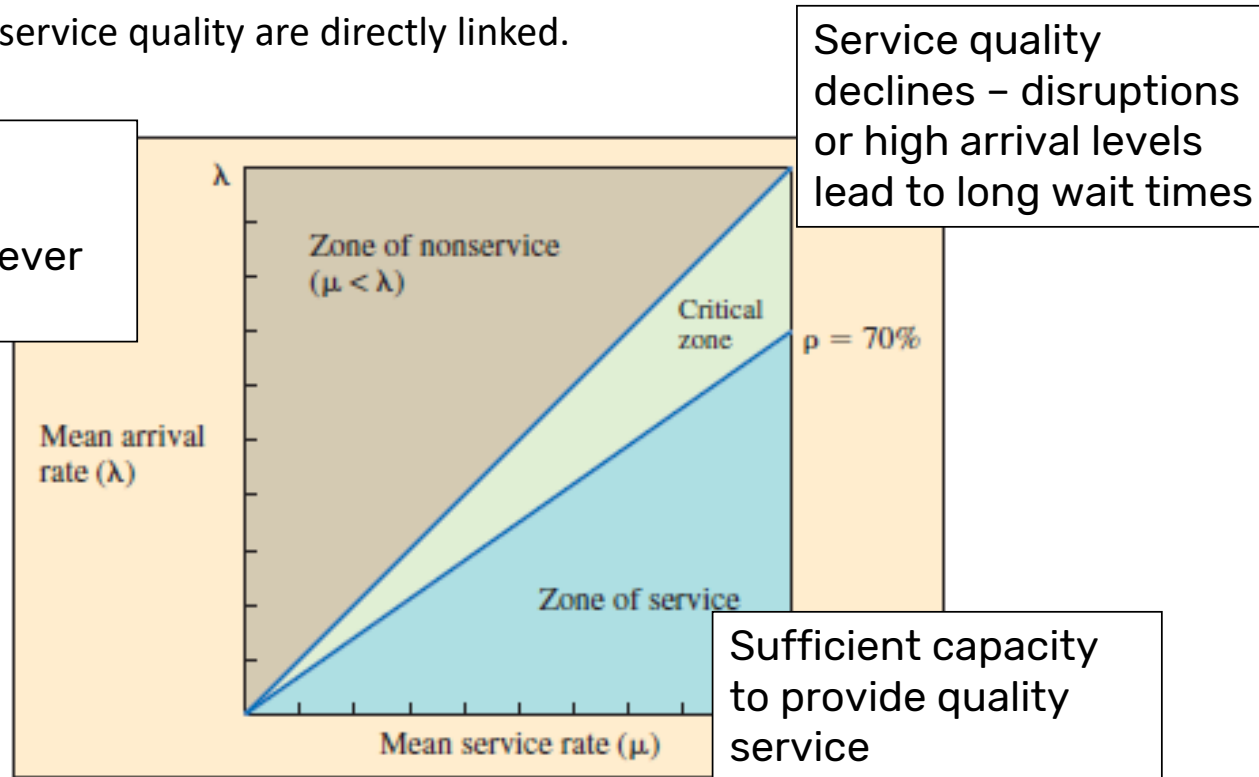 service quality are directly linked.
Service quality
declines – disruptions
or high arrival levels
lead to long wait times
ever
λ
Zone of nonservice
(μ < λ)
Critical
zone
ρ = 70%
Mean arrival
rate (λ)
Zone of service
Sufficient capacity
to provide quality
service
Mean service rate (μ)